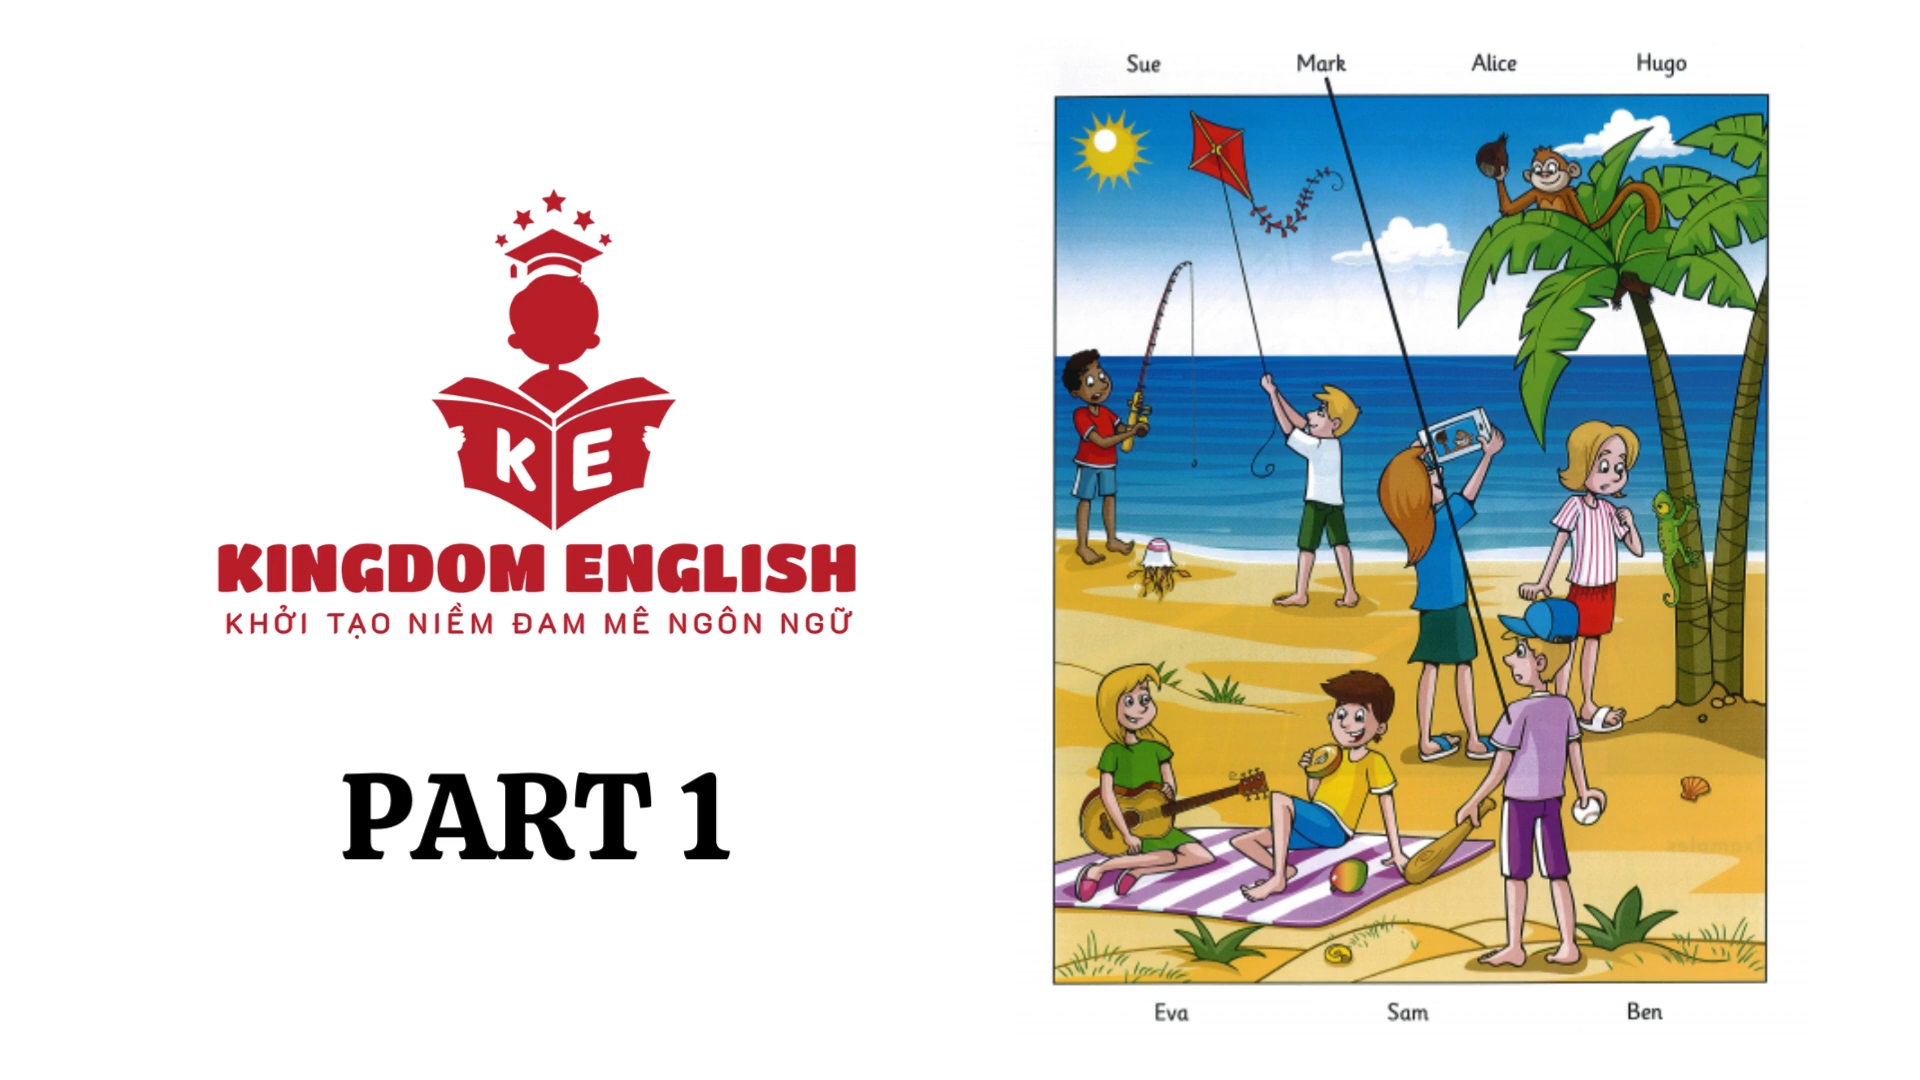 KE
KINGDOM ENGLISH
KHỞI TẠO NIỀM ĐAM MÊ NGÔN NGỮ
PART 1
Sue Mark Alice Hugo
Eva Sam Ben